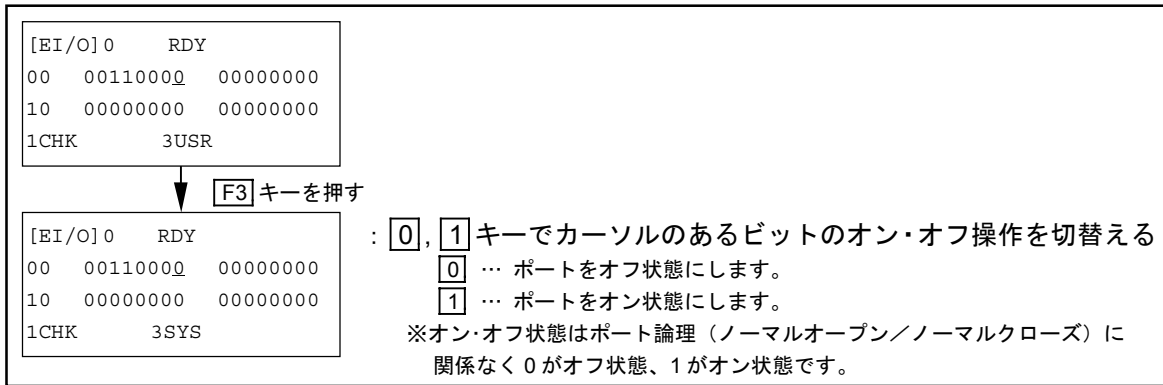 [EI/O]0 RDY
00 00110000 00000000
10 00000000 00000000
1CHK 3USR
F3 キーを押す
[EI/O]0 RDY
00 00110000 00000000
10 00000000 00000000
1CHK 3SYS
: 0, 1 キーでカーソルのあるビットのオン・オフ操作を切替える
0 … ポートをオフ状態にします。
1 … ポートをオン状態にします。
※オン・オフ状態はポート論理（ノーマルオープン／ノーマルクローズ）に
関係なく 0 がオフ状態、1 がオン状態です。